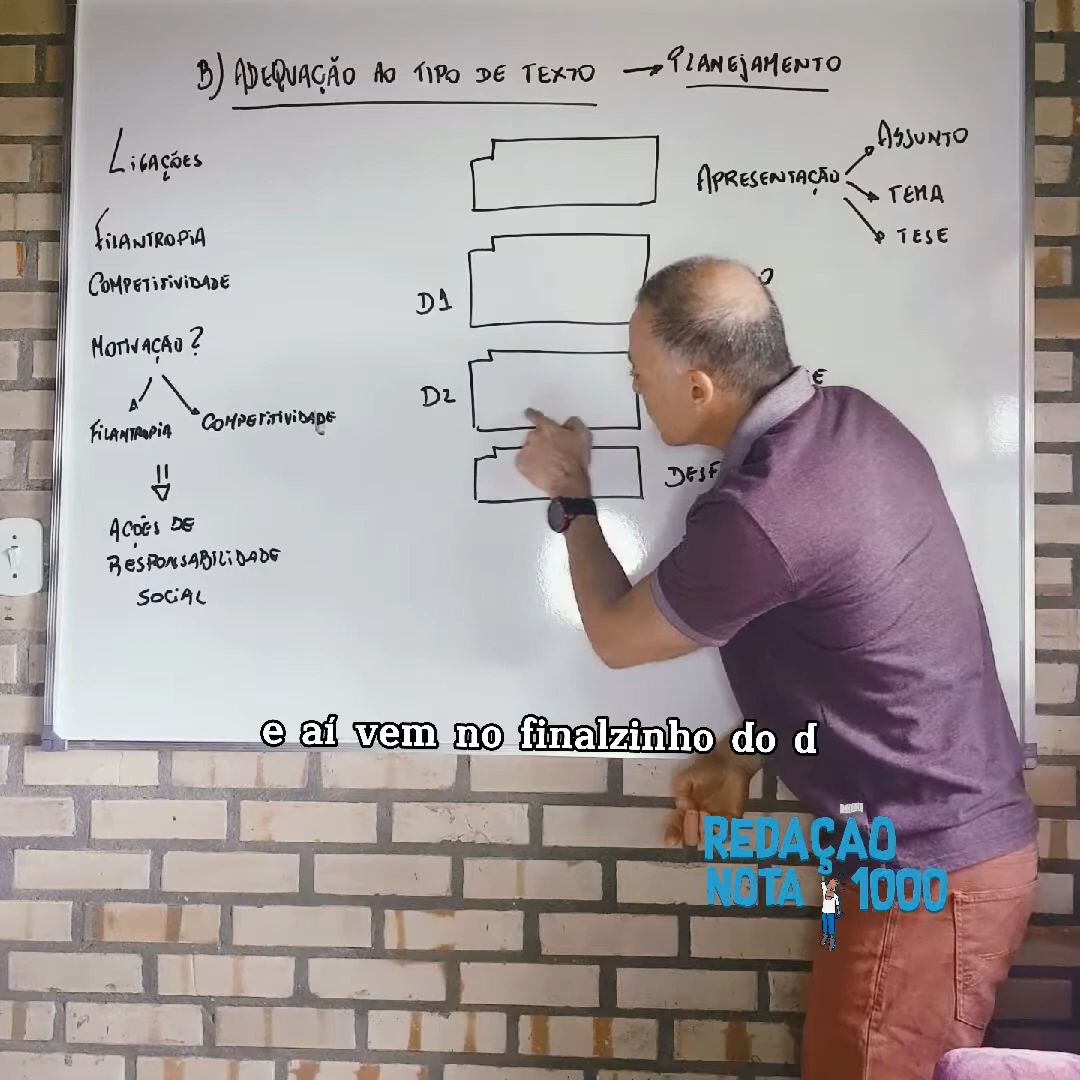 B) ADEQUAÇÃO AO TIPO DE TEXTO → PLANEJAMENTO
LIGAÇÕES
FILANTROPIA
COMPETITIVIDADE
MOTIVAÇÃO?
FILANTROPIA
COMPETITIVIDADE
AÇÕES DE
RESPONSABILIDADE
SOCIAL
D1
D2
APRESENTAÇÃO
ASSUNTO
TEMA
TESE
e aí vem no finalzinho do d
REDAÇÃO
NOTA 1000